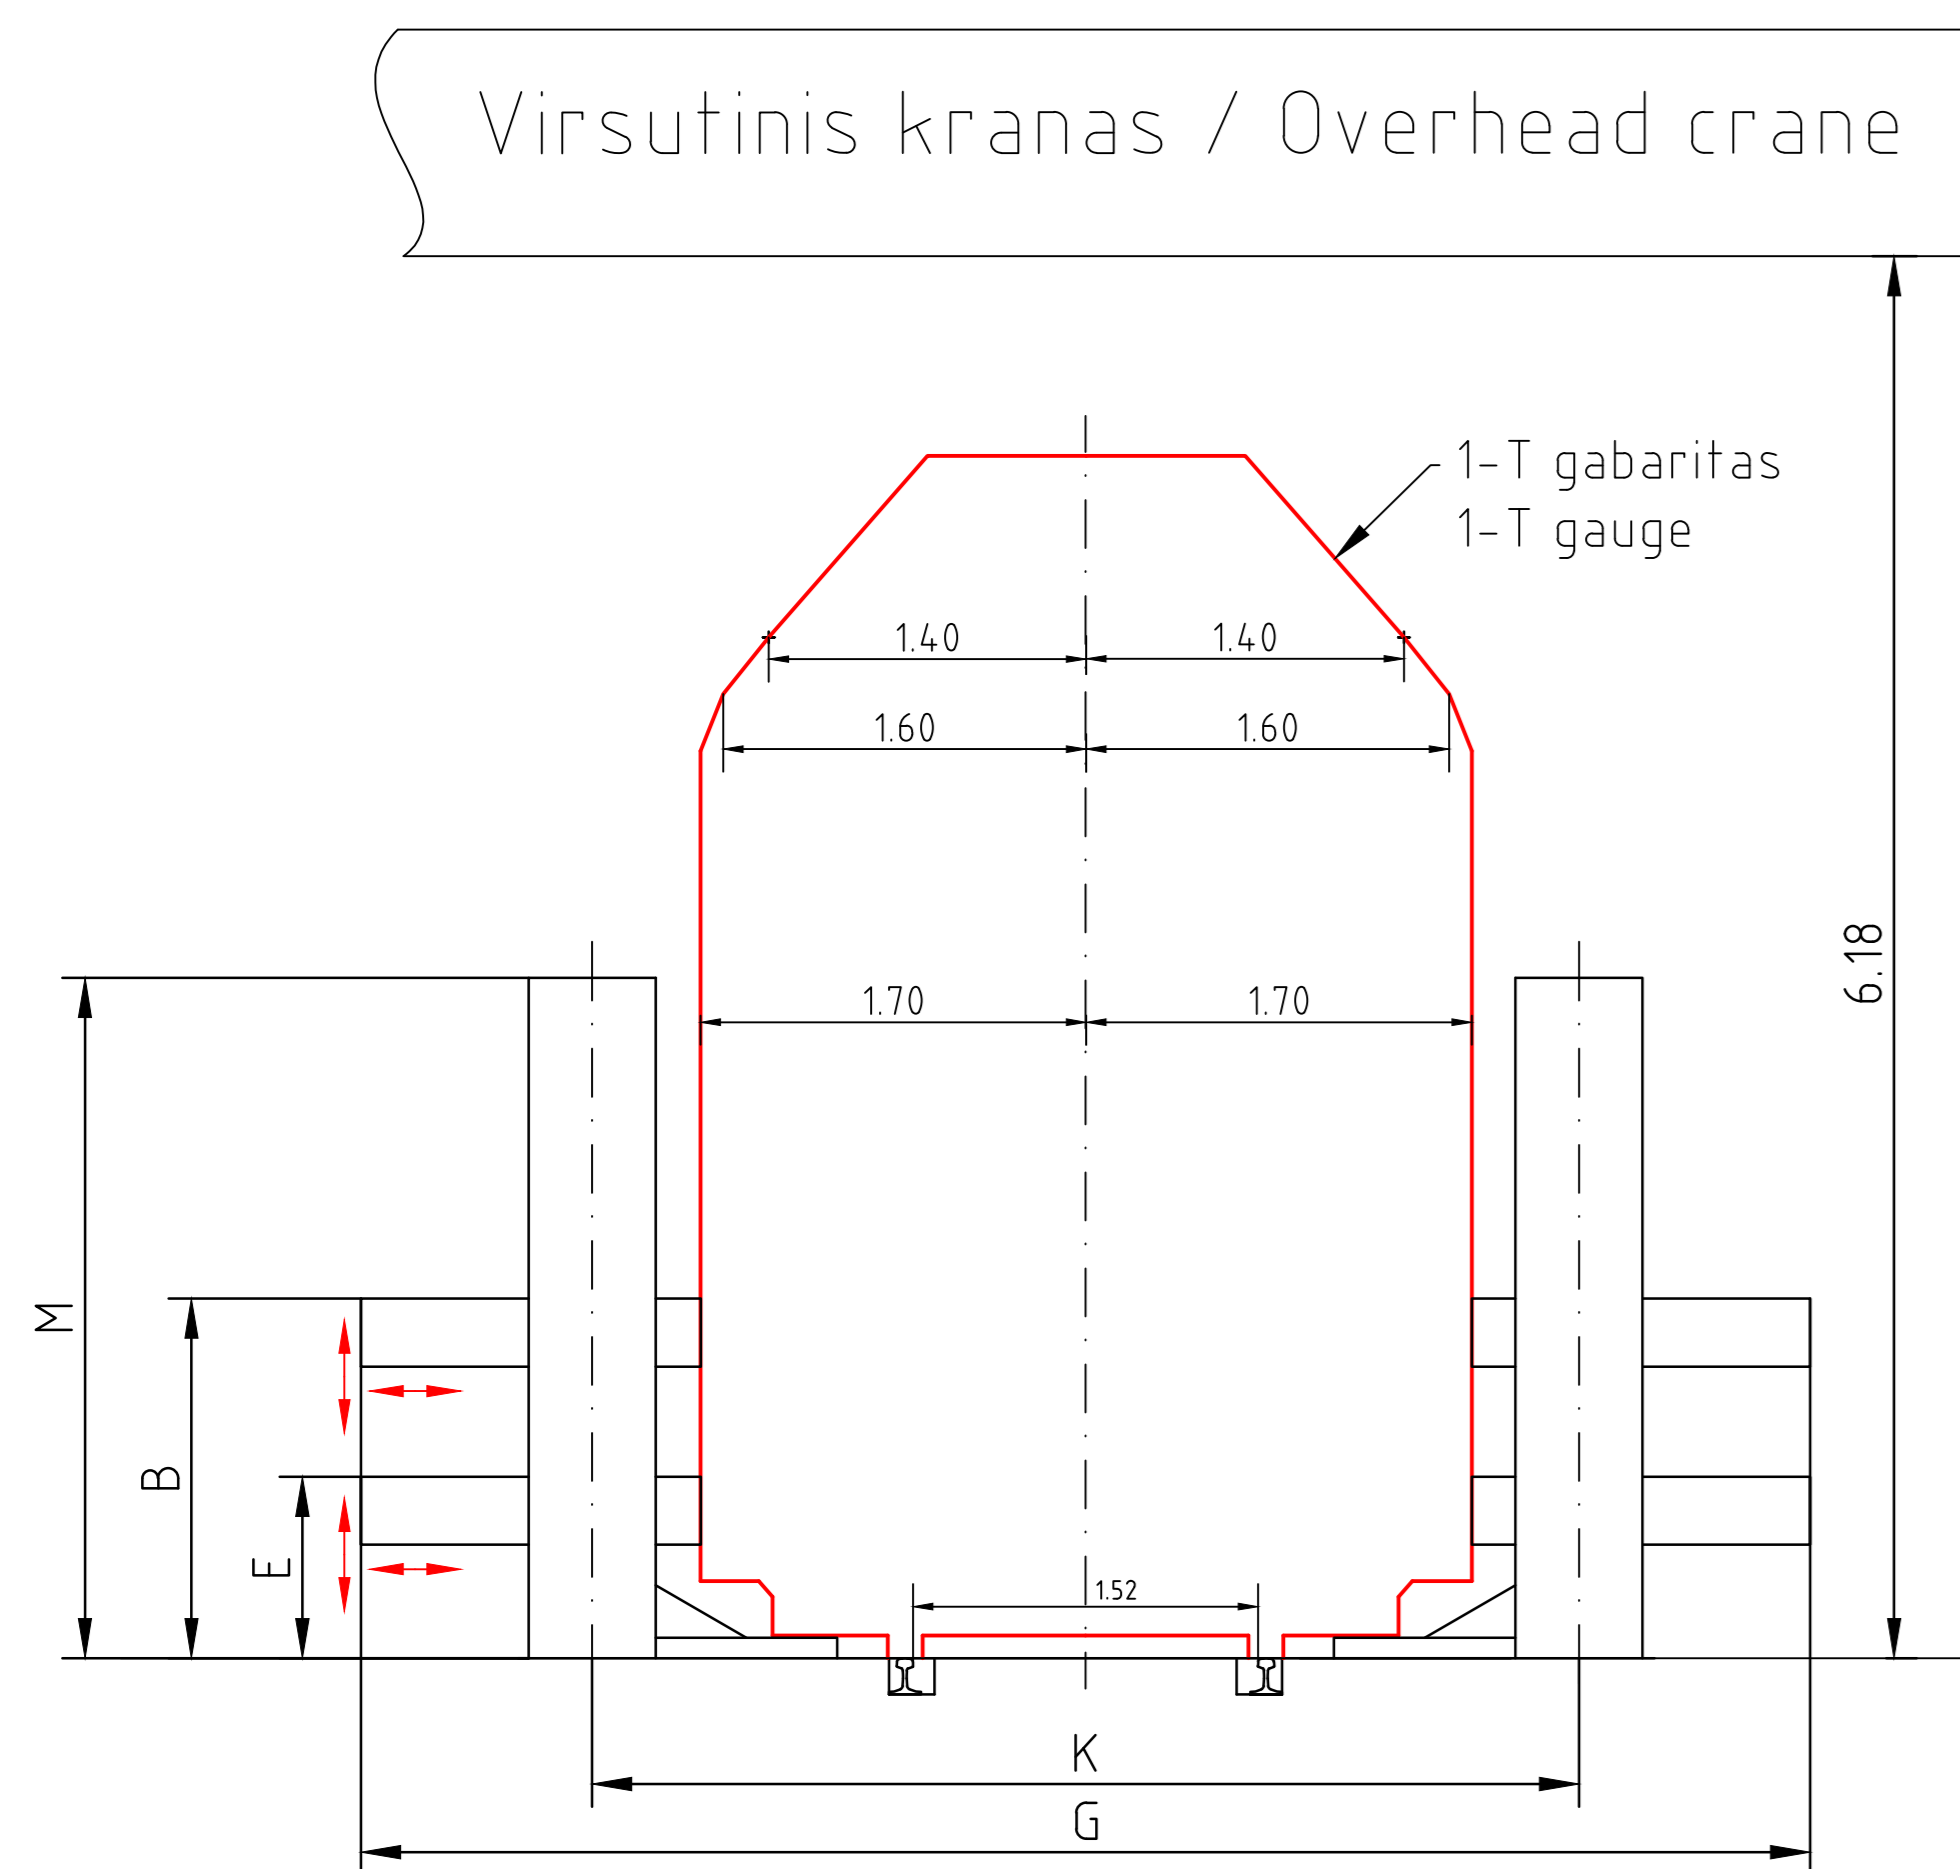 Virsutinis kranas / Overhead crane
1-T gabaritas
1-T gauge
1.40 1.40
1.60 1.60
6.18
1.70 1.70
M
B
E
1.52
K
G